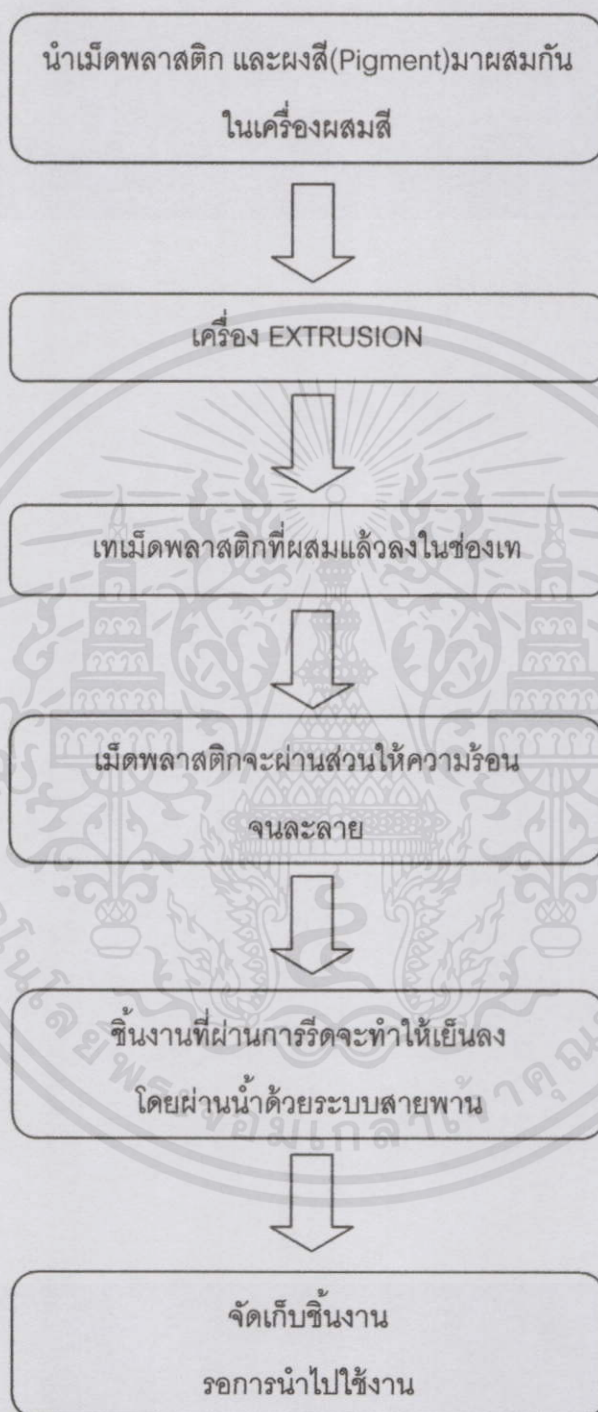 นำเม็ดพลาสติก และผงสี(Pigment)มาผสมกัน
ในเครื่องผสมสี
เครื่อง EXTRUSION
เทเม็ดพลาสติกที่ผสมแล้วลงในช่องเท
เม็ดพลาสติกจะผ่านส่วนให้ความร้อน
จนละลาย
ชิ้นงานที่ผ่านการรีดจะทำให้เย็นลง
โดยผ่านน้ำด้วยระบบสายพาน
จัดเก็บชิ้นงาน
รอการนำไปใช้งาน